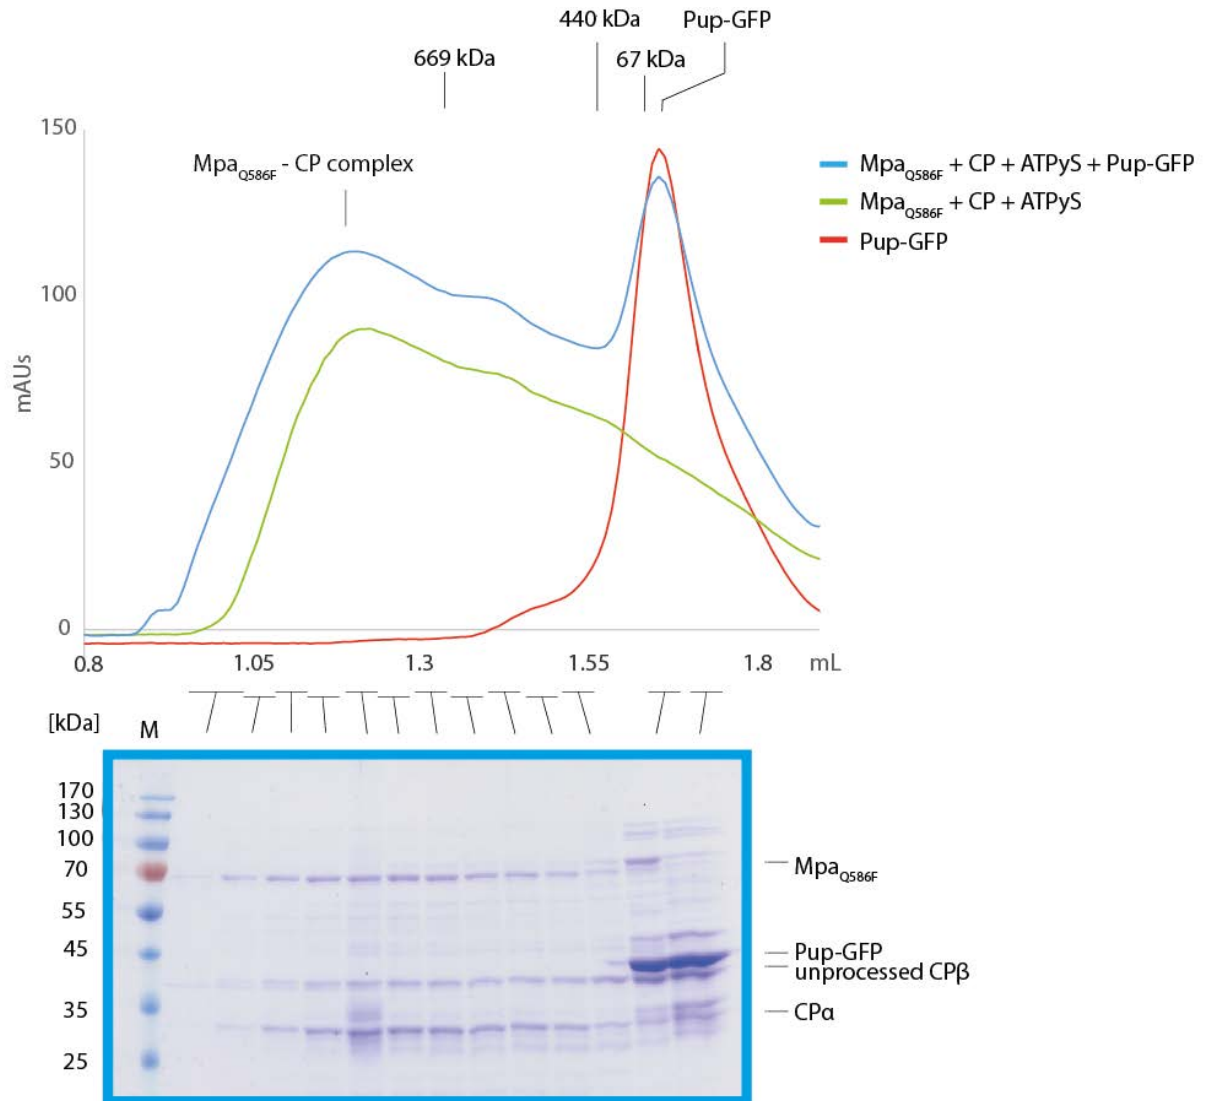 440 kDa
Pup-GFP
669 kDa
67 kDa
150
Mpa Q586F - CP complex
Mpa Q586F + CP + ATPyS + Pup-GFP
Mpa Q586F + CP + ATPyS
Pup-GFP
100
mAUs
50
0
0.8 1.05 1.3 1.55 1.8 mL
[kDa] M
170
130
100
70
Mpa Q586F
55
45
Pup-GFP
unprocessed CPβ
35
CPα
25